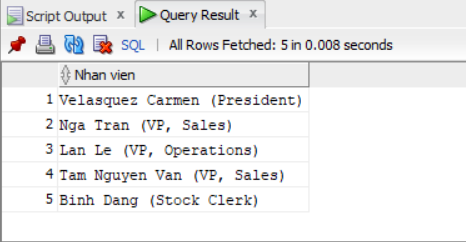 Script Output x Query Result x
SQL | All Rows Fetched: 5 in 0.008 seconds
Nhan vien
1 Velasquez Carmen (President)
2 Nga Tran (VP, Sales)
3 Lan Le (VP, Operations)
4 Tam Nguyen Van (VP, Sales)
5 Binh Dang (Stock Clerk)